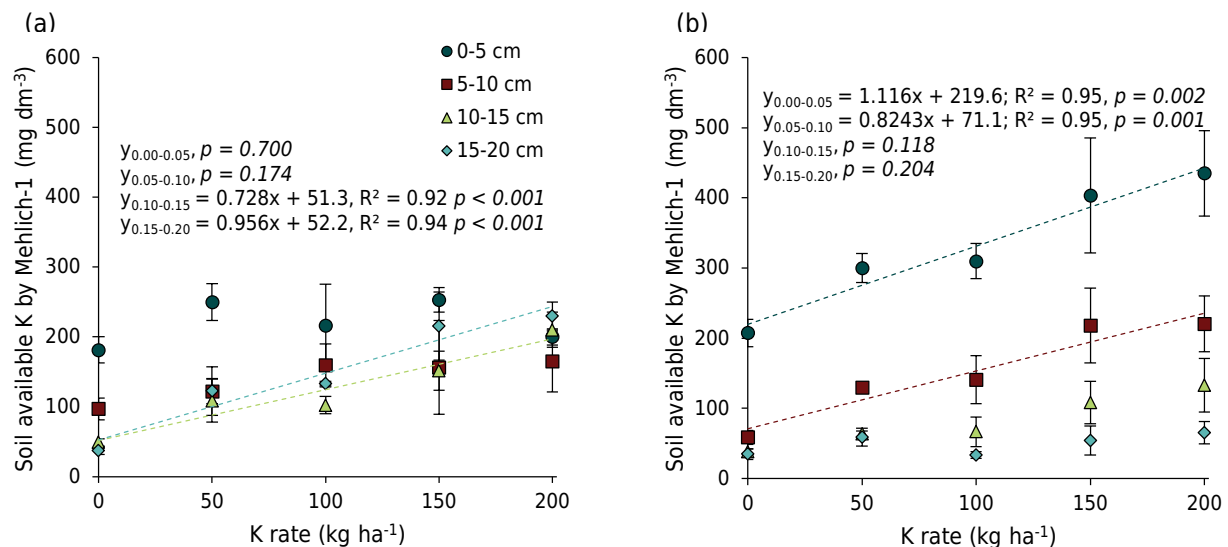 (a)
Soil available K by Mehlich-1 (mg dm⁻³)
600
500
400
300
200
100
0
0-5 cm
5-10 cm
10-15 cm
15-20 cm
y0.00-0.05, p = 0.700
y0.05-0.10, p = 0.174
y0.10-0.15 = 0.728x + 51.3, R² = 0.92 p < 0.001
y0.15-0.20 = 0.956x + 52.2, R² = 0.94 p < 0.001
0 50 100 150 200
K rate (kg ha⁻¹)
(b)
Soil available K by Mehlich-1 (mg dm⁻³)
600
500
400
300
200
100
0
y0.00-0.05 = 1.116x + 219.6; R² = 0.95, p = 0.002
y0.05-0.10 = 0.8243x + 71.1; R² = 0.95, p = 0.001
y0.10-0.15, p = 0.118
y0.15-0.20, p = 0.204
0 50 100 150 200
K rate (kg ha⁻¹)